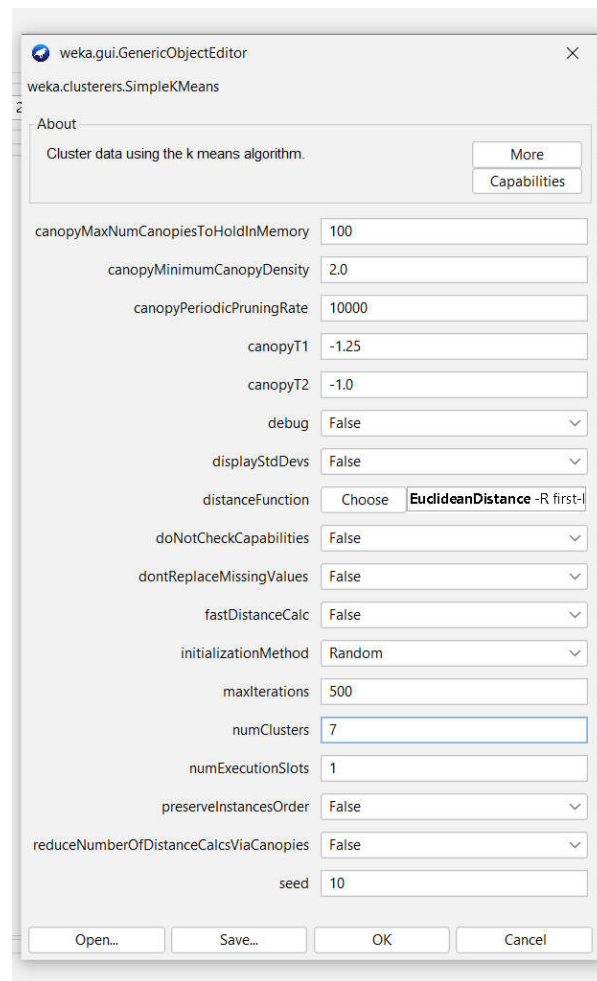 weka.gui.GenericObjectEditor
weka.clusterers.SimpleKMeans
2
About
Cluster data using the k means algorithm.
More
Capabilities
canopyMaxNumCanopiesToHoldInMemory 100
canopyMinimumCanopyDensity 2.0
canopyPeriodicPruningRate 10000
canopyT1 -1.25
canopyT2 -1.0
debug False
displayStdDevs False
distanceFunction Choose EuclideanDistance -R first-l
doNotCheckCapabilities False
dontReplaceMissingValues False
fastDistanceCalc False
initializationMethod Random
maxIterations 500
numClusters 7
numExecutionSlots 1
preserveInstancesOrder False
reduceNumberOfDistanceCalcsViaCanopies False
seed 10
Open... Save... OK Cancel